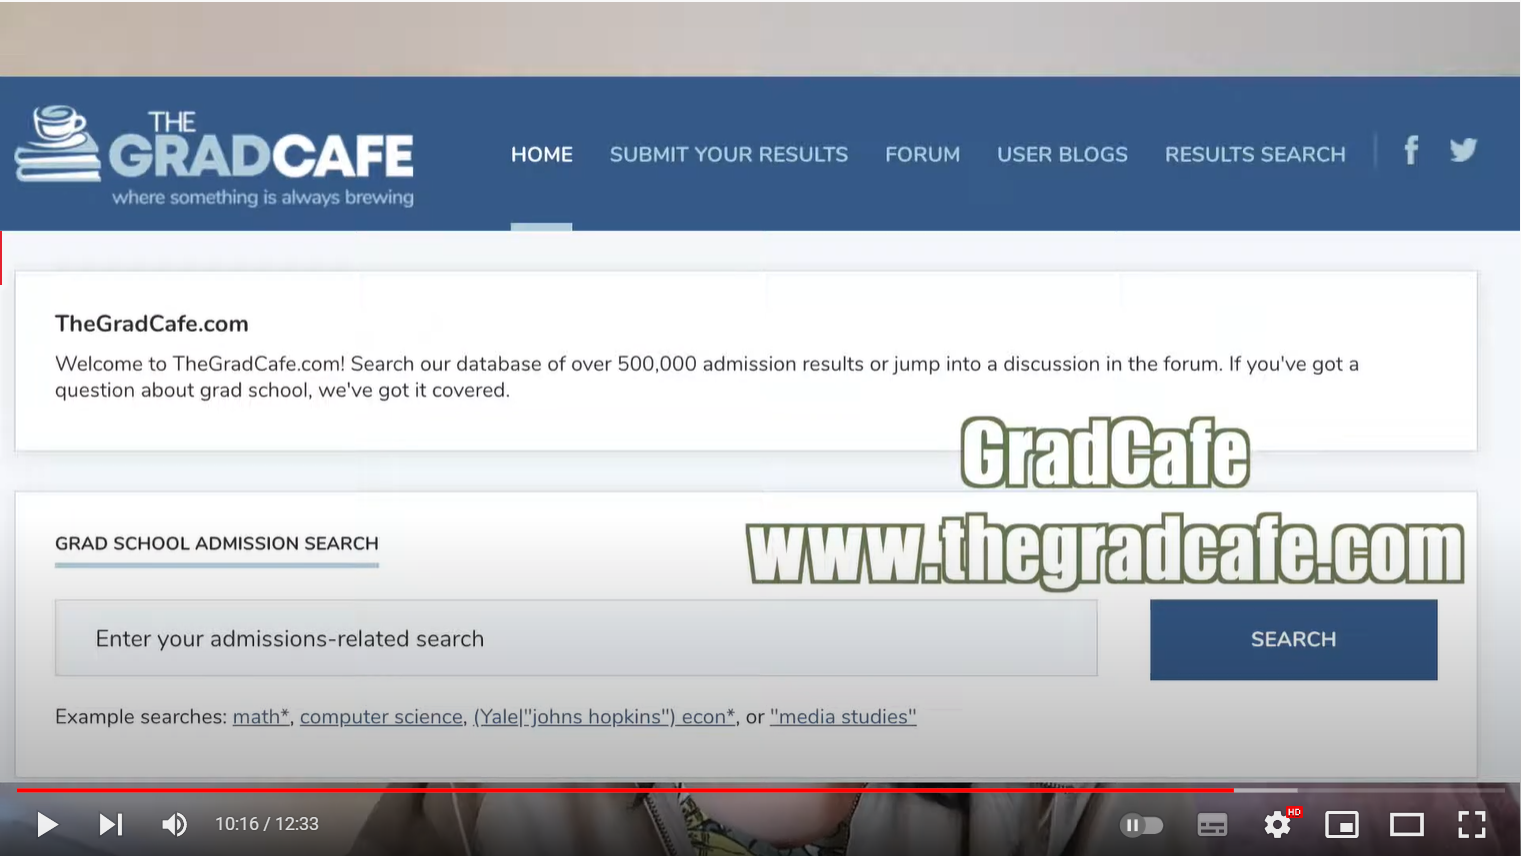 THE
GRADCAFE
where something is always brewing
HOME SUBMIT YOUR RESULTS FORUM USER BLOGS RESULTS SEARCH
TheGradCafe.com
Welcome to TheGradCafe.com! Search our database of over 500,000 admission results or jump into a discussion in the forum. If you've got a
question about grad school, we've got it covered.
GradCafe
www.thegradcafe.com
GRAD SCHOOL ADMISSION SEARCH
Enter your admissions-related search
SEARCH
Example searches: math*, computer science, (Yale|"johns hopkins") econ*, or "media studies"
10:16 / 12:33
HD